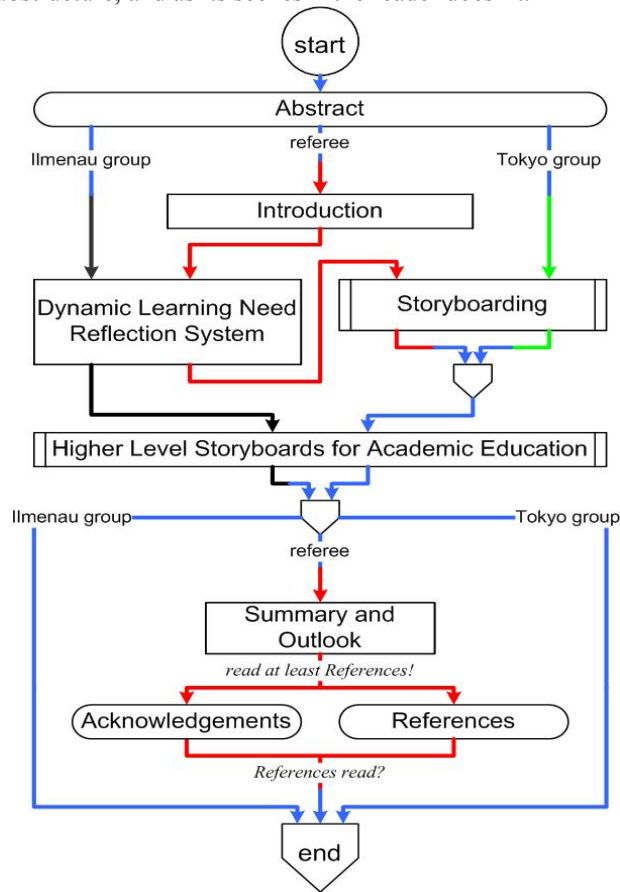 start
Abstract
Ilmenau group
referee
Tokyo group
Introduction
Dynamic Learning Need
Reflection System
Storyboarding
Higher Level Storyboards for Academic Education
Ilmenau group
Tokyo group
referee
Summary and
Outlook
read at least References!
Acknowledgements
References
References read?
end